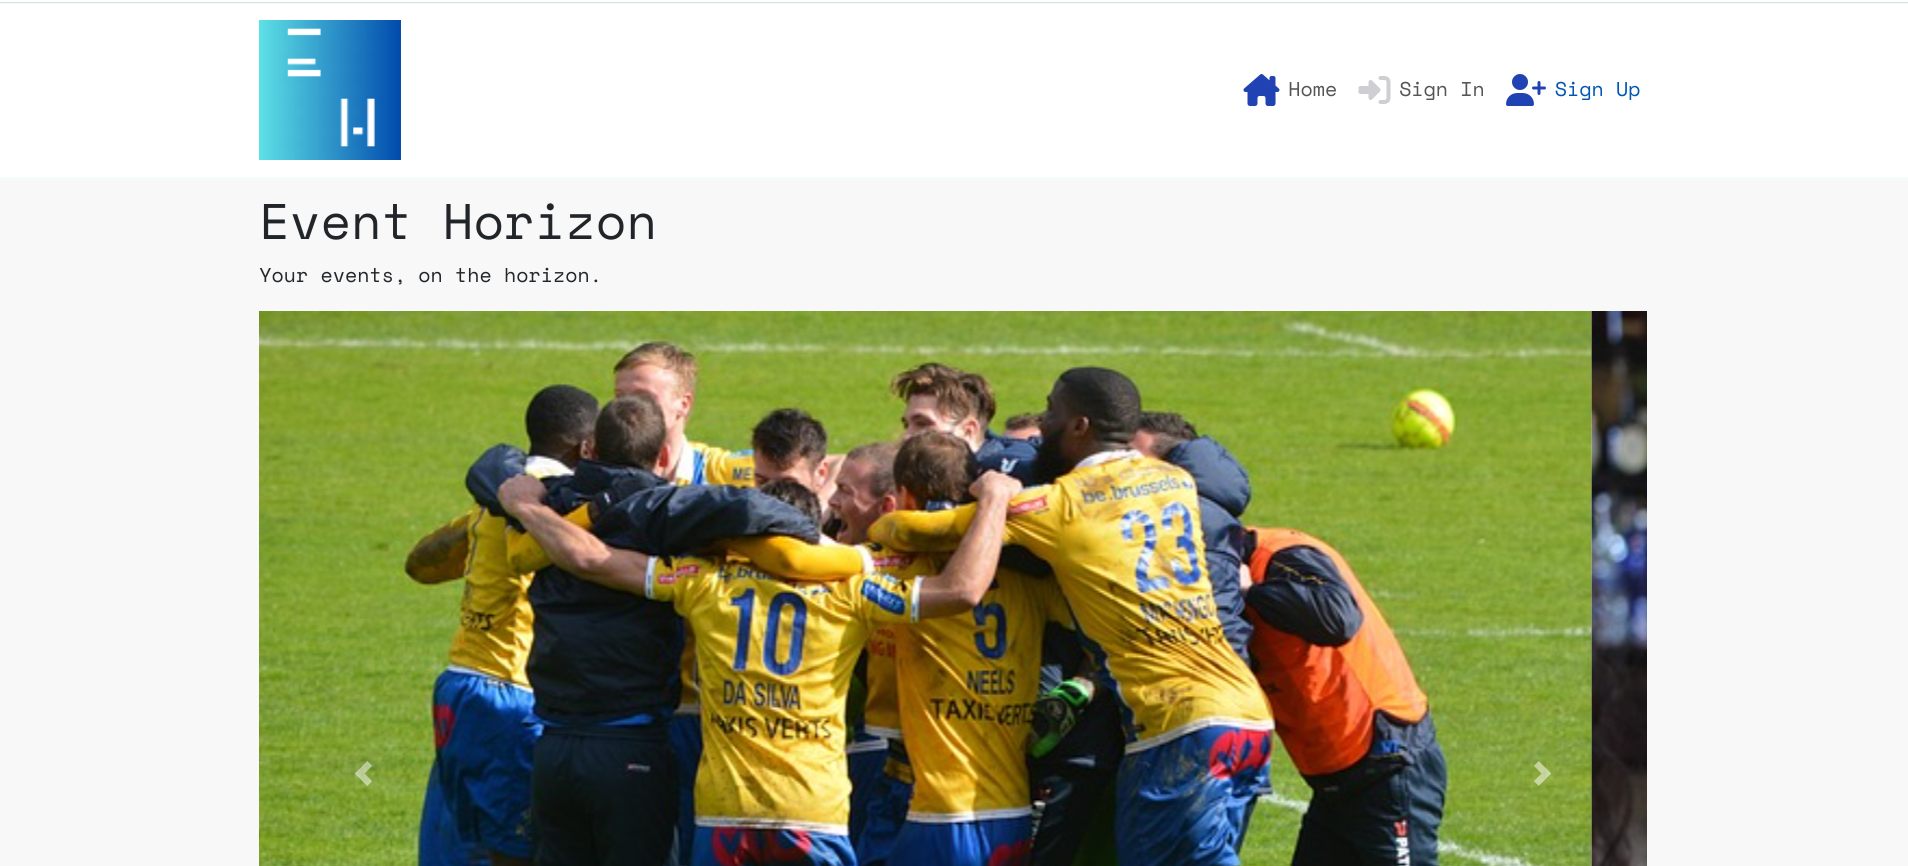 EH
Home
Sign In
Sign Up
Event Horizon
Your events, on the horizon.
be.brussels
23
10
DA SILVA
TAXIS VERTS
5
NEELS
TAXIS VERTS